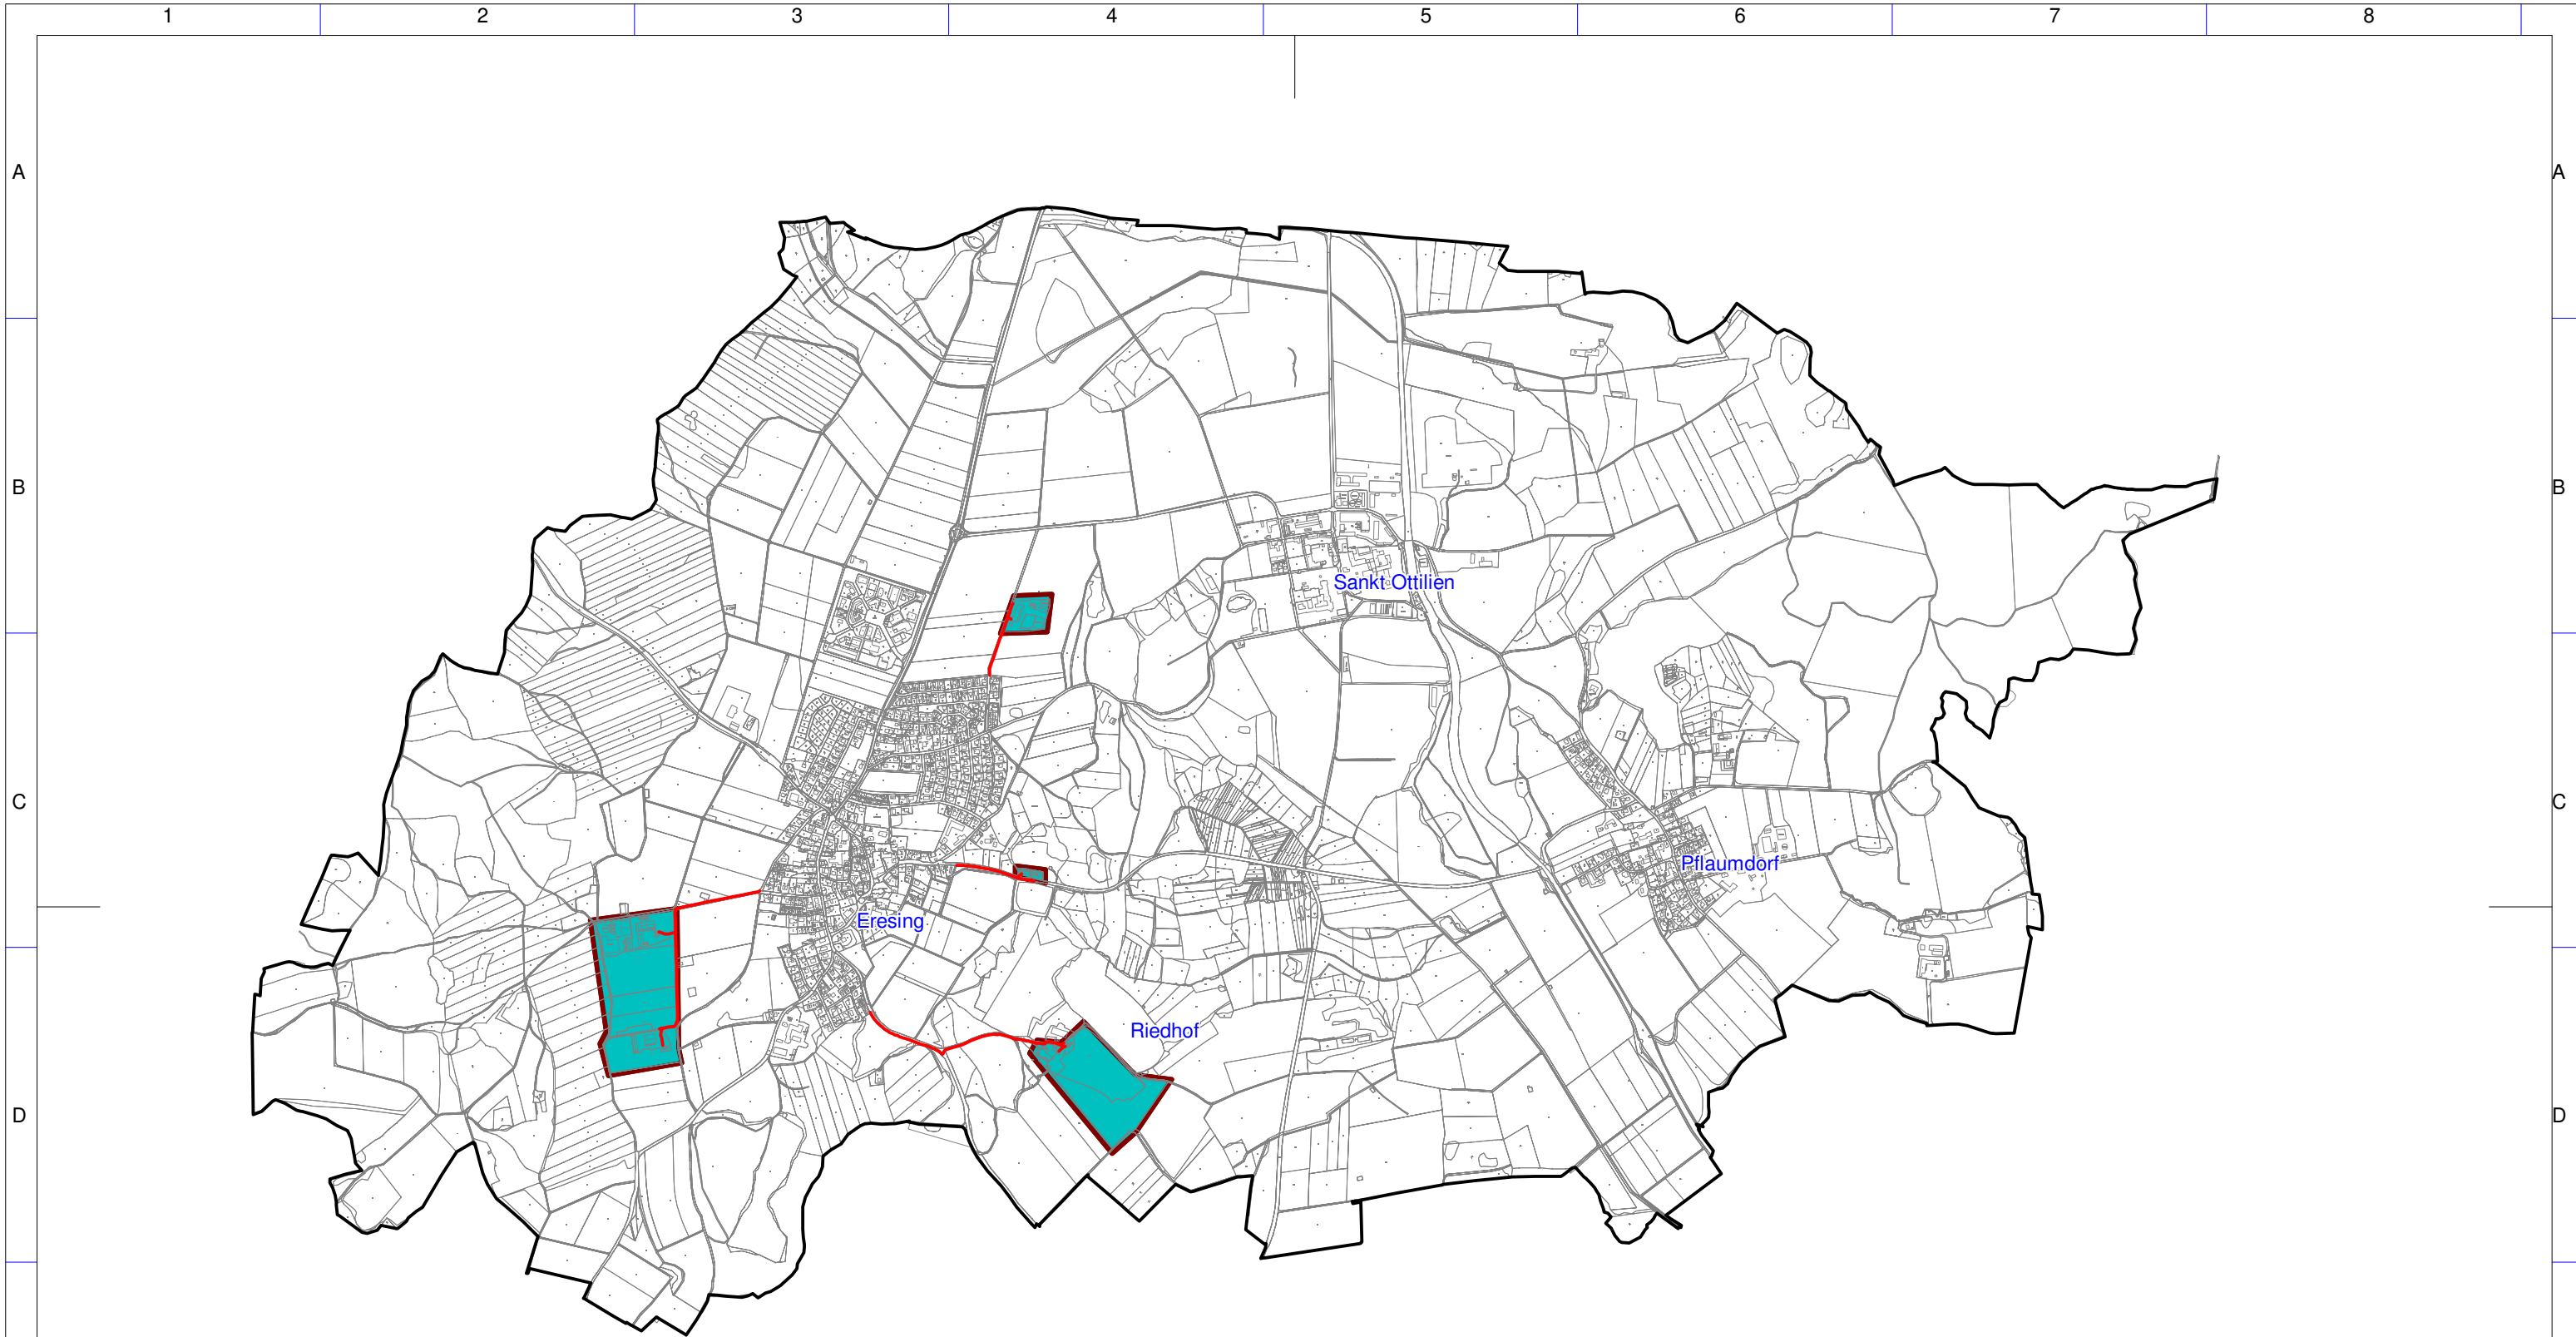 1 2 3 4 5 6 7 8
A A
B B
Sankt Ottilien
C C
Pflaumdorf
Eresing
Riedhof
D D